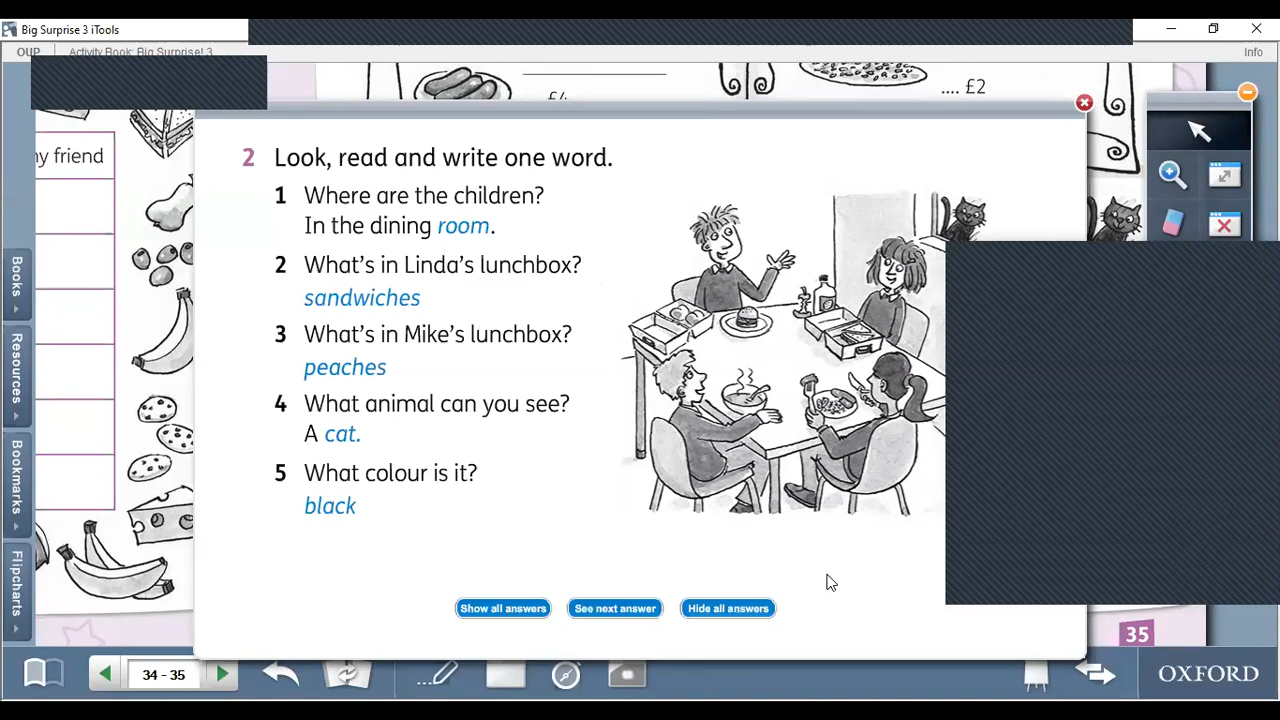 Big Surprise 3 iTools
OUP
Activity Book: Big Surprise! 3
Info
£4
.... £2
my friend
2 Look, read and write one word.
1 Where are the children?
In the dining room.
2 What's in Linda's lunchbox?
sandwiches
3 What's in Mike's lunchbox?
peaches
4 What animal can you see?
A cat.
5 What colour is it?
black
Show all answers
See next answer
Hide all answers
Books
Resources
Bookmarks
Flipcharts
35
34 - 35
OXFORD